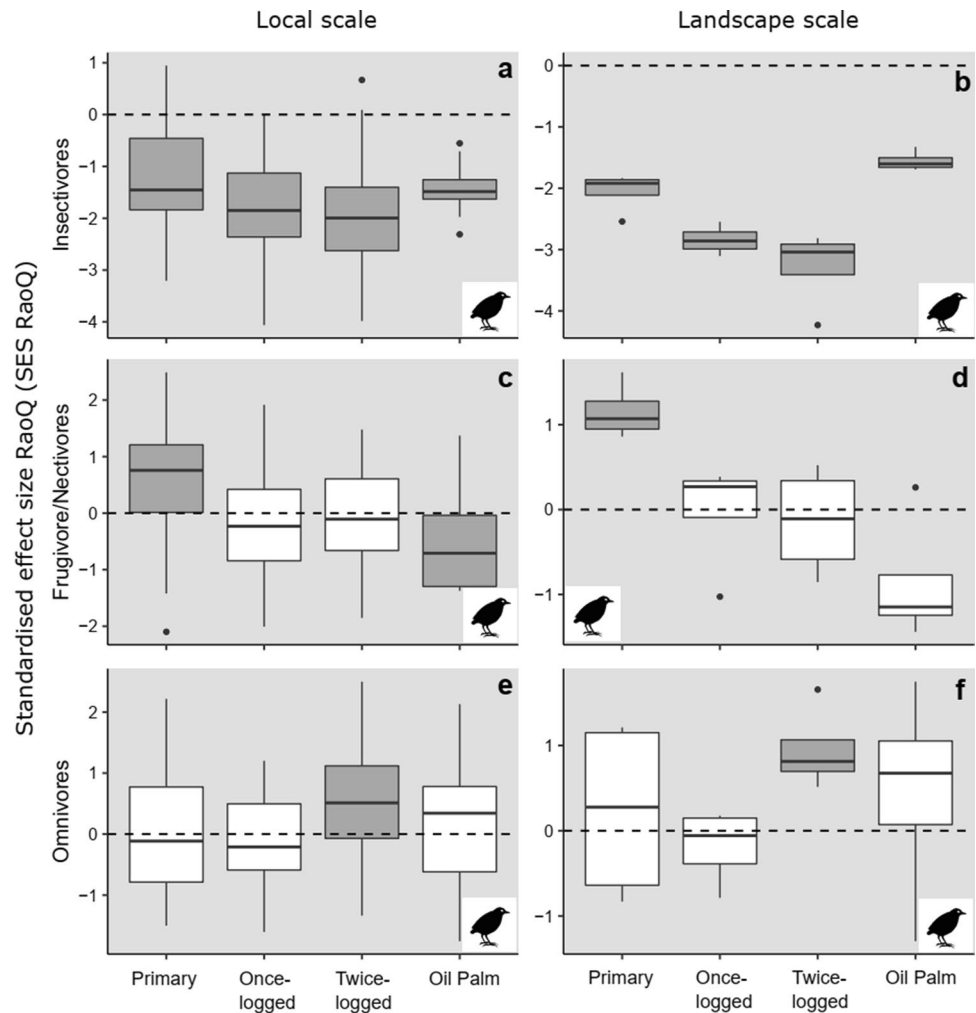 Local scale
Landscape scale
Standardised effect size RaoQ (SES RaoQ)
Insectivores
a
1
0
−1
−2
−3
−4
b
0
−1
−2
−3
−4
Frugivore/Nectivores
c
2
1
0
−1
−2
d
1
0
−1
Omnivores
e
2
1
0
−1
f
1
0
−1
Primary
Once-
logged
Twice-
logged
Oil Palm
Primary
Once-
logged
Twice-
logged
Oil Palm